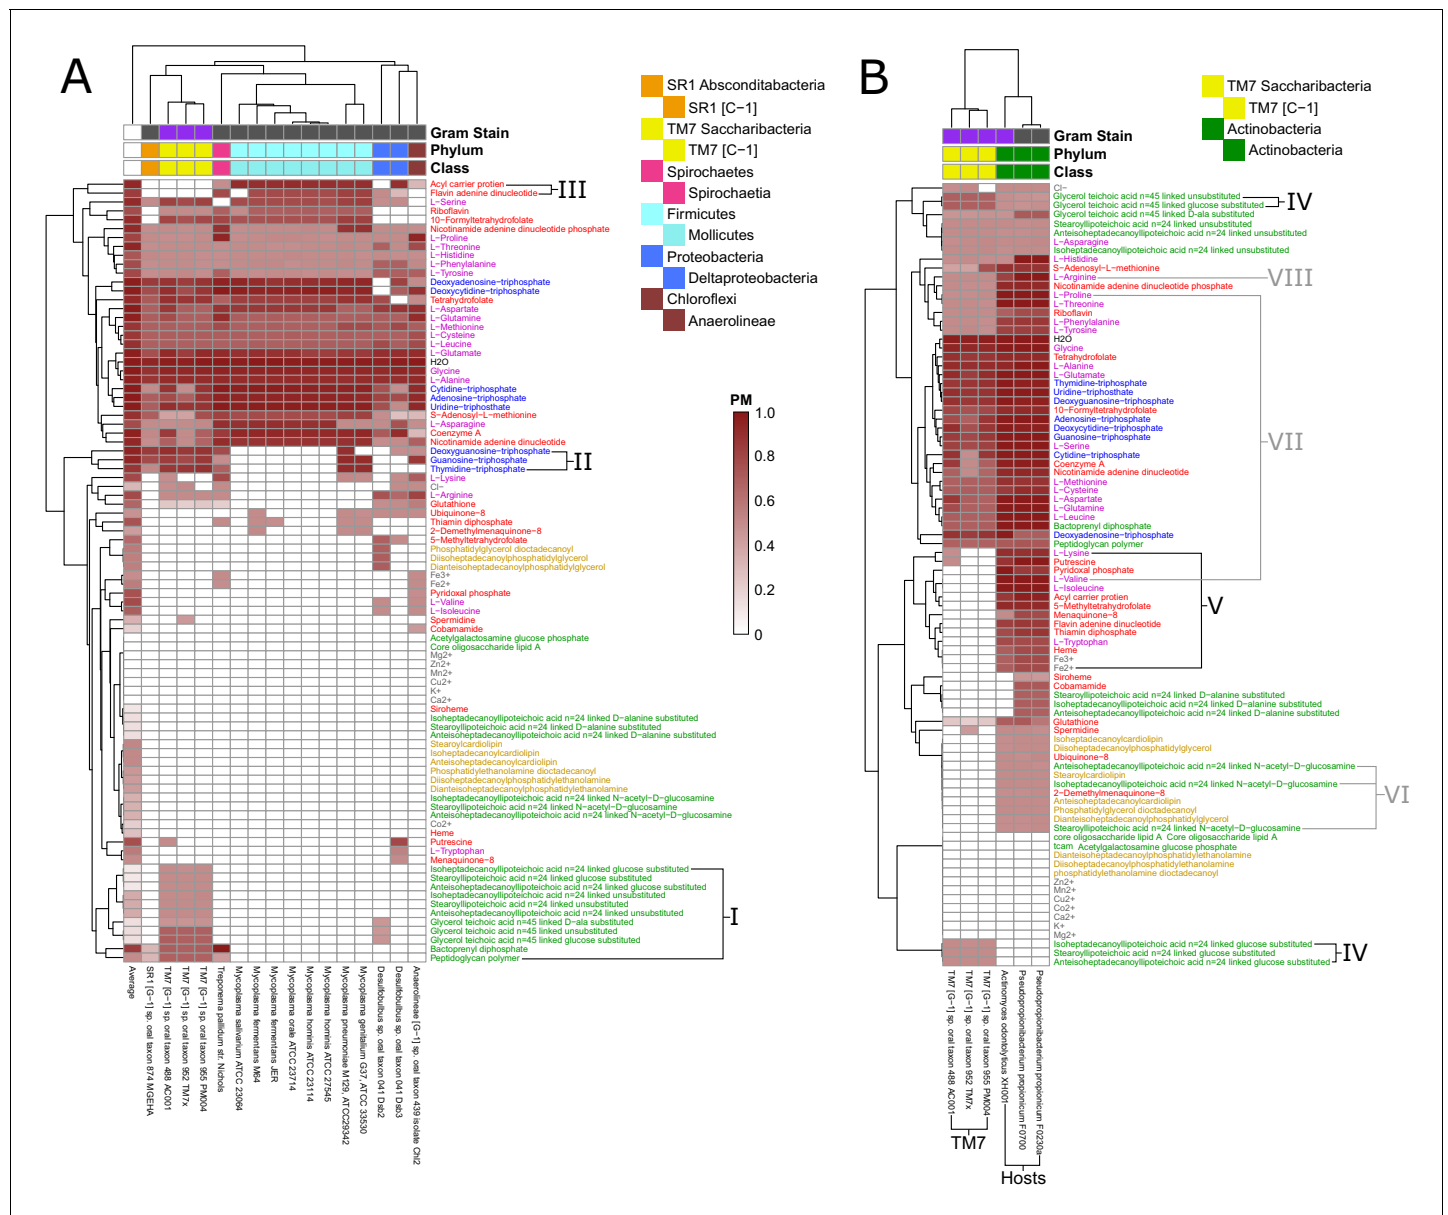 A
SR1 Absconditabacteria
SR1 [C−1]
TM7 Saccharibacteria
TM7 [C−1]
Spirochaetes
Spirochaetia
Firmicutes
Mollicutes
Proteobacteria
Deltaproteobacteria
Chloroflexi
Anaerolineae
Gram Stain
Phylum
Class
PM
1.0
0.8
0.6
0.4
0.2
0
Acyl carrier protien
Flavin adenine dinucleotide
L−Serine
Riboflavin
10−Formyltetrahydrofolate
Nicotinamide adenine dinucleotide phosphate
L−Proline
L−Threonine
L−Histidine
L−Phenylalanine
L−Tyrosine
Deoxyadenosine−triphosphate
Deoxycytidine−triphosphate
Tetrahydrofolate
L−Aspartate
L−Glutamine
L−Methionine
L−Cysteine
L−Leucine
L−Glutamate
H2O
Glycine
L−Alanine
Cytidine−triphosphate
Adenosine−triphosphate
Uridine−triphosthate
S−Adenosyl−L−methionine
L−Asparagine
Coenzyme A
Nicotinamide adenine dinucleotide
Deoxyguanosine−triphosphate
Guanosine−triphosphate
Thymidine−triphosphate
L−Lysine
Cl−
L−Arginine
Glutathione
Ubiquinone−8
Thiamin diphosphate
2−Demethylmenaquinone−8
5−Methyltetrahydrofolate
Phosphatidylglycerol dioctadecanoyl
Diisoheptadecanoylphosphatidylglycerol
Dianteisoheptadecanoylphosphatidylglycerol
Fe3+
Fe2+
Pyridoxal phosphate
L−Valine
L−Isoleucine
Spermidine
Cobamamide
Acetylgalactosamine glucose phosphate
Core oligosaccharide lipid A
Mg2+
Zn2+
Mn2+
Cu2+
K+
Ca2+
Siroheme
Isoheptadecanoyllipoteichoic acid n=24 linked D−alanine substituted
Stearoyllipoteichoic acid n=24 linked D−alanine substituted
Anteisoheptadecanoyllipoteichoic acid n=24 linked D−alanine substituted
Stearoylcardiolipin
Isoheptadecanoylcardiolipin
Anteisoheptadecanoylcardiolipin
Phosphatidylethanolamine dioctadecanoyl
Diisoheptadecanoylphosphatidylethanolamine
Dianteisoheptadecanoylphosphatidylethanolamine
Isoheptadecanoyllipoteichoic acid n=24 linked N−acetyl−D−glucosamine
Stearoyllipoteichoic acid n=24 linked N−acetyl−D−glucosamine
Anteisoheptadecanoyllipoteichoic acid n=24 linked N−acetyl−D−glucosamine
Co2+
Heme
Putrescine
L−Tryptophan
Menaquinone−8
Isoheptadecanoyllipoteichoic acid n=24 linked glucose substituted
Stearoyllipoteichoic acid n=24 linked glucose substituted
Anteisoheptadecanoyllipoteichoic acid n=24 linked glucose substituted
Isoheptadecanoyllipoteichoic acid n=24 linked unsubstituted
Stearoyllipoteichoic acid n=24 linked unsubstituted
Anteisoheptadecanoyllipoteichoic acid n=24 linked unsubstituted
Glycerol teichoic acid n=45 linked D−ala substituted
Glycerol teichoic acid n=45 linked unsubstituted
Glycerol teichoic acid n=45 linked glucose substituted
Bactoprenyl diphosphate
Peptidoglycan polymer
III
II
I
Average
SR1 [G−1] sp. oral taxon 874 MGEHA
TM7 [G−1] sp. oral taxon 488 AC001
TM7 [G−1] sp. oral taxon 952 TM7x
TM7 [G−1] sp. oral taxon 955 PM004
Treponema pallidum str. Nichols
Mycoplasma salivarium ATCC 23064
Mycoplasma fermentans M64
Mycoplasma fermentans JER
Mycoplasma orale ATCC 23714
Mycoplasma hominis ATCC 23114
Mycoplasma hominis ATCC 27545
Mycoplasma pneumoniae M129, ATCC29342
Mycoplasma genitalium G37, ATCC 33530
Desulfobulbus sp. oral taxon 041 Dsb2
Desulfobulbus sp. oral taxon 041 Dsb3
Anaerolineae [G−1] sp. oral taxon 439 isolate Chl2
B
TM7 Saccharibacteria
TM7 [C−1]
Actinobacteria
Actinobacteria
Gram Stain
Phylum
Class
Cl−
Glycerol teichoic acid n=45 linked unsubstituted
Glycerol teichoic acid n=45 linked glucose substituted
Glycerol teichoic acid n=45 linked D-ala substituted
Stearoyllipoteichoic acid n=24 linked unsubstituted
Anteisoheptadecanoyllipoteichoic acid n=24 linked unsubstituted
L−Asparagine
Isoheptadecanoyllipoteichoic acid n=24 linked unsubstituted
L−Histidine
S−Adenosyl−L−methionine
L−Arginine
Nicotinamide adenine dinucleotide phosphate
L−Proline
L−Threonine
Riboflavin
L−Phenylalanine
L−Tyrosine
H2O
Glycine
Tetrahydrofolate
L−Alanine
L−Glutamate
Thymidine−triphosphate
Uridine−triphosthate
Deoxyguanosine−triphosphate
10−Formyltetrahydrofolate
Adenosine−triphosphate
Deoxycytidine−triphosphate
Guanosine−triphosphate
L−Serine
Cytidine−triphosphate
Coenzyme A
Nicotinamide adenine dinucleotide
L−Methionine
L−Cysteine
L−Aspartate
L−Glutamine
L−Leucine
Bactoprenyl diphosphate
Deoxyadenosine−triphosphate
Peptidoglycan polymer
L−Lysine
Putrescine
Pyridoxal phosphate
L−Valine
L−Isoleucine
Acyl carrier protien
5−Methyltetrahydrofolate
Menaquinone−8
Flavin adenine dinucleotide
Thiamin diphosphate
L−Tryptophan
Heme
Fe3+
Fe2+
Siroheme
Cobamamide
Stearoyllipoteichoic acid n=24 linked D−alanine substituted
Isoheptadecanoyllipoteichoic acid n=24 linked D−alanine substituted
Anteisoheptadecanoyllipoteichoic acid n=24 linked D−alanine substituted
Glutathione
Spermidine
Isoheptadecanoylcardiolipin
Diisoheptadecanoylphosphatidylglycerol
Ubiquinone−8
Anteisoheptadecanoyllipoteichoic acid n=24 linked N−acetyl−D−glucosamine
Stearoylcardiolipin
Isoheptadecanoyllipoteichoic acid n=24 linked N−acetyl−D−glucosamine
2−Demethylmenaquinone−8
Anteisoheptadecanoylcardiolipin
Phosphatidylglycerol dioctadecanoyl
Dianteisoheptadecanoylphosphatidylglycerol
Stearoyllipoteichoic acid n=24 linked N−acetyl−D−glucosamine
core oligosaccharide lipid A Core oligosaccharide lipid A
tcam Acetylgalactosamine glucose phosphate
Dianteisoheptadecanoylphosphatidylethanolamine
Diisoheptadecanoylphosphatidylethanolamine
phosphatidylethanolamine dioctadecanoyl
Zn2+
Mn2+
Cu2+
Co2+
Ca2+
K+
Mg2+
Isoheptadecanoyllipoteichoic acid n=24 linked glucose substituted
Stearoyllipoteichoic acid n=24 linked glucose substituted
Anteisoheptadecanoyllipoteichoic acid n=24 linked glucose substituted
IV
VIII
VII
V
VI
IV
TM7 [G−1] sp. oral taxon 488 AC001
TM7 [G−1] sp. oral taxon 952 TM7x
TM7 [G−1] sp. oral taxon 955 PM004
Actinomyces odontolyticus XH001
Pseudopropionibacterium propionicum F0700
Pseudopropionibacterium propionicum F0230a
TM7
Hosts